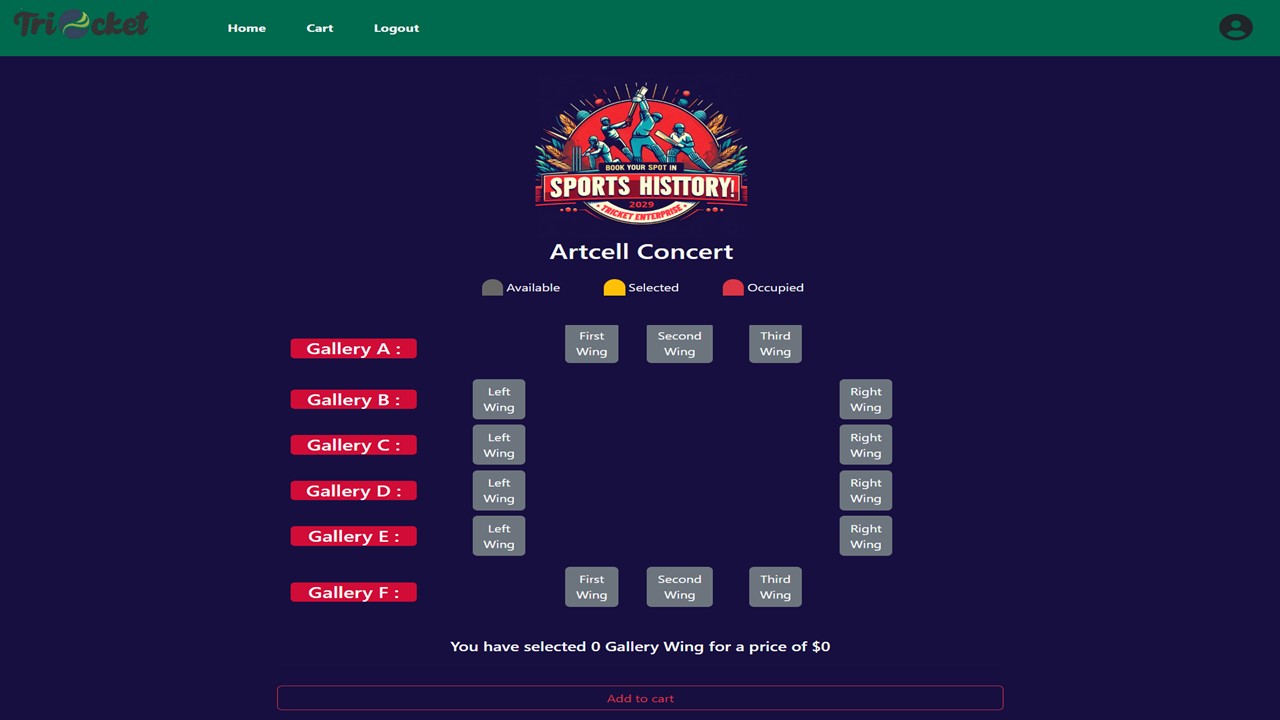 Tricket
Home Cart Logout
BOOK YOUR SPOT IN
SPORTS HISTTORY!
2029
TRICKET ENTERPRISE
Artcell Concert
Available Selected Occupied
Gallery A :
First Wing
Second Wing
Third Wing
Gallery B :
Left Wing
Right Wing
Gallery C :
Left Wing
Right Wing
Gallery D :
Left Wing
Right Wing
Gallery E :
Left Wing
Right Wing
Gallery F :
First Wing
Second Wing
Third Wing
You have selected 0 Gallery Wing for a price of $0
Add to cart